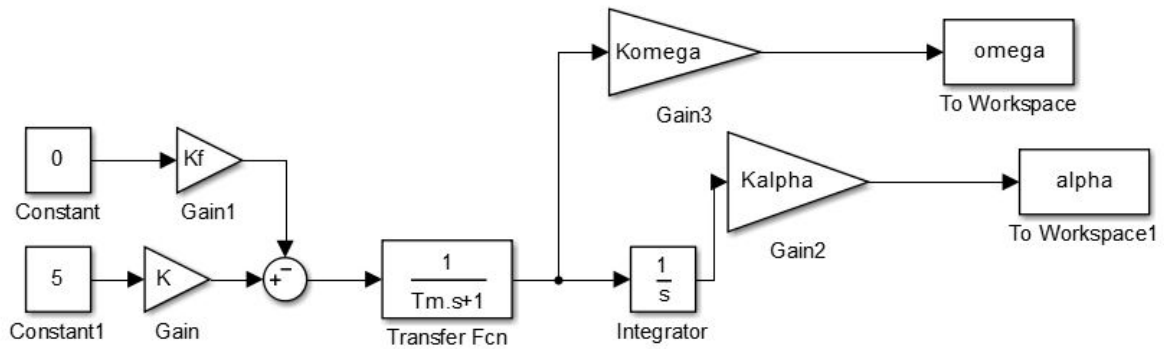 Komega
omega
Gain3
To Workspace
0
Kf
Constant
Gain1
Kalpha
alpha
Gain2
To Workspace1
5
K
+
−
1
Tm.s+1
1
s
Constant1
Gain
Transfer Fcn
Integrator